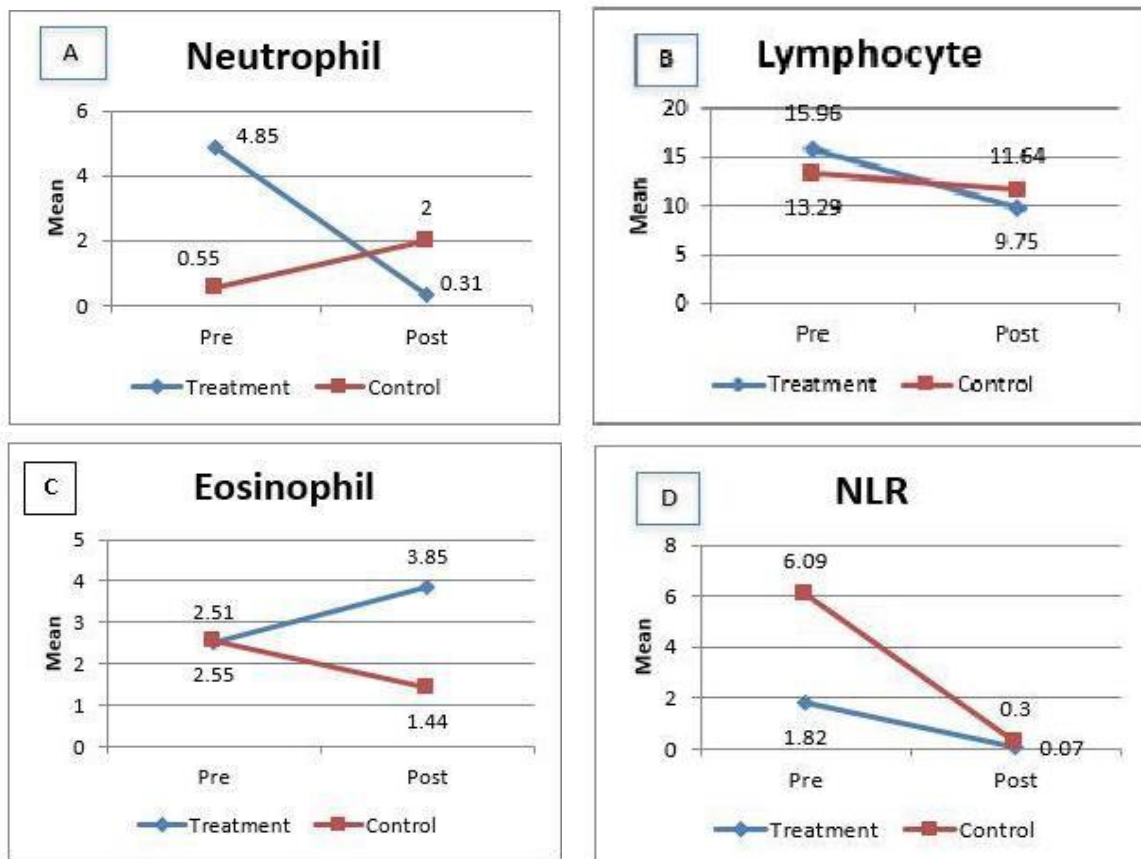 A
Neutrophil
6
4
2
0
Mean
4.85
0.55
2
0.31
Pre
Post
Treatment
Control
B
Lymphocyte
20
15
10
5
0
Mean
15.96
13.29
11.64
9.75
Pre
Post
Treatment
Control
C
Eosinophil
5
4
3
2
1
0
Mean
2.51
2.55
3.85
1.44
Pre
Post
Treatment
Control
D
NLR
8
6
4
2
0
Mean
6.09
1.82
0.3
0.07
Pre
Post
Treatment
Control